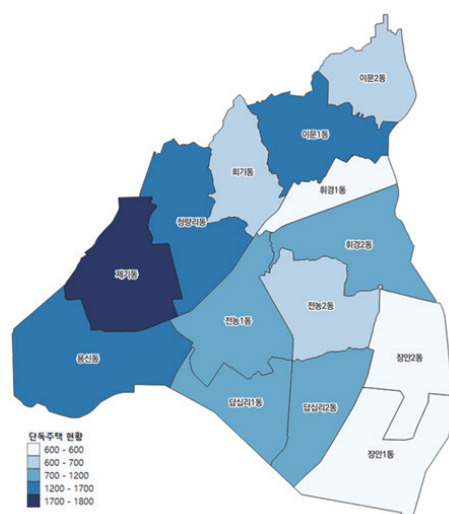 이문2동
이문1동
회기동
휘경1동
청량리동
휘경2동
제기동
전농2동
전농1동
장안2동
용신동
답십리1동
답십리2동
장안1동
단독주택 현황
600 - 600
600 - 700
700 - 1200
1200 - 1700
1700 - 1800